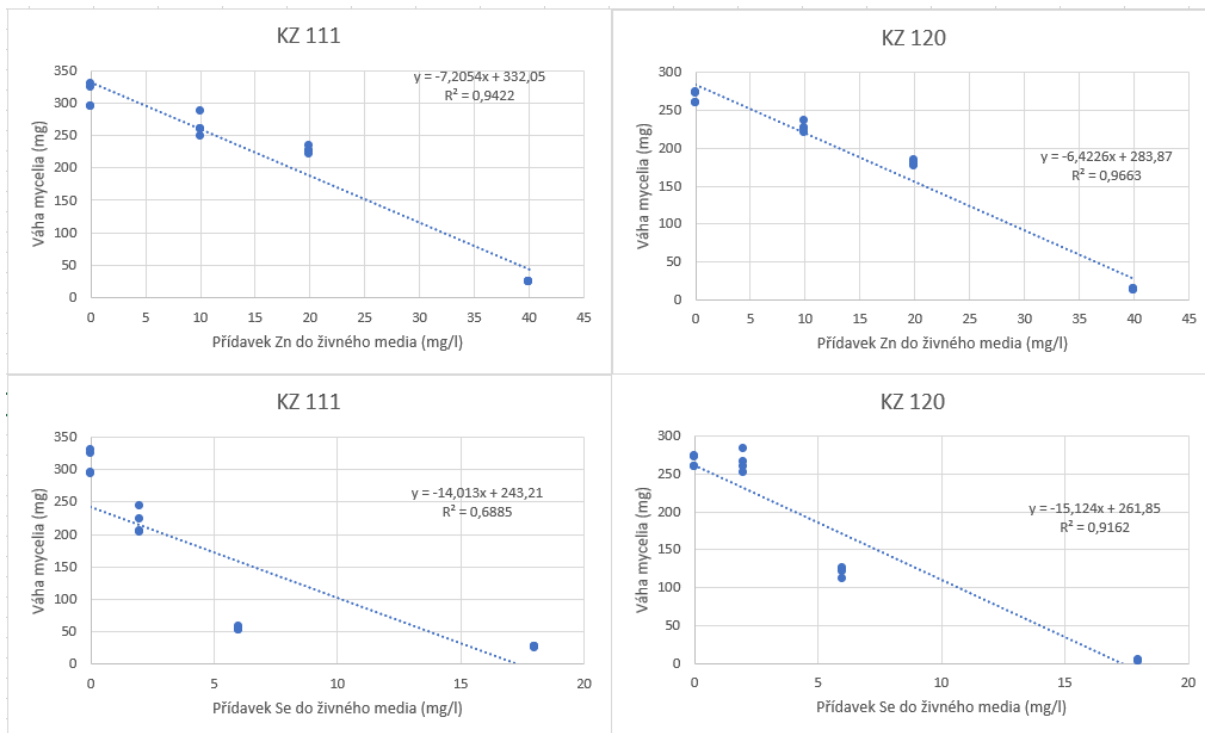 KZ 111
y = -7,2054x + 332,05
R² = 0,9422
350
300
250
200
150
100
50
0
Váha mycelia (mg)
0 5 10 15 20 25 30 35 40 45
Přídavek Zn do živného media (mg/l)
KZ 120
y = -6,4226x + 283,87
R² = 0,9663
300
250
200
150
100
50
0
Váha mycelia (mg)
0 5 10 15 20 25 30 35 40 45
Přídavek Zn do živného media (mg/l)
KZ 111
y = -14,013x + 243,21
R² = 0,6885
350
300
250
200
150
100
50
0
Váha mycelia (mg)
0 5 10 15 20
Přídavek Se do živného media (mg/l)
KZ 120
y = -15,124x + 261,85
R² = 0,9162
300
250
200
150
100
50
0
Váha mycelia (mg)
0 5 10 15 20
Přídavek Se do živného media (mg/l)